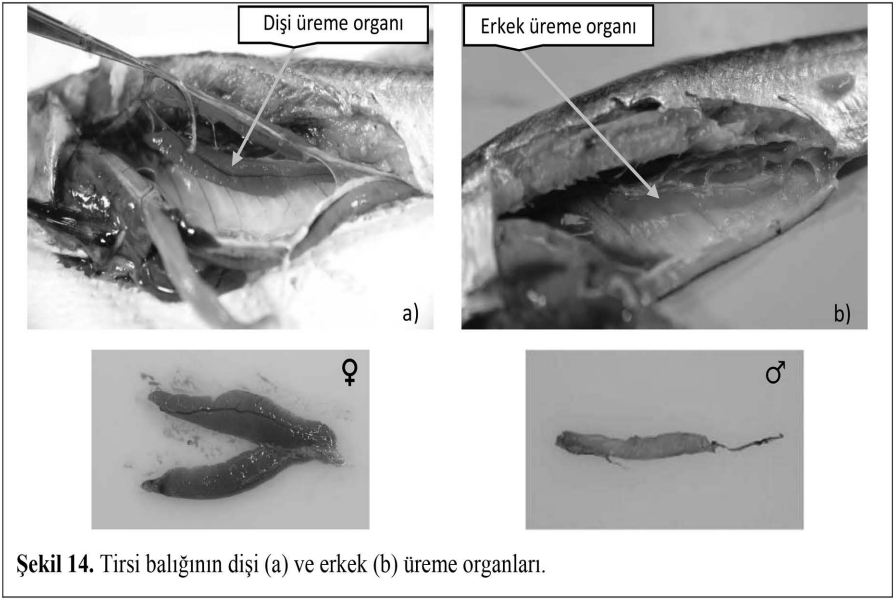 Dişi üreme organı
Erkek üreme organı
a)
b)
♀
♂
Şekil 14. Tirsi balığının dişi (a) ve erkek (b) üreme organları.